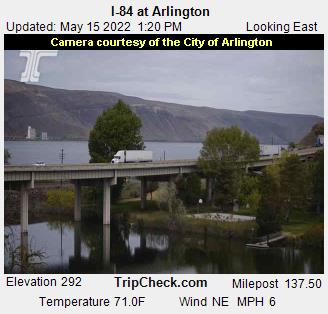 I-84 at Arlington
Updated: May 15 2022 1:20 PM Looking East
Camera courtesy of the City of Arlington
Elevation 292 TripCheck.com Milepost 137.50
Temperature 71.0F Wind NE MPH 6